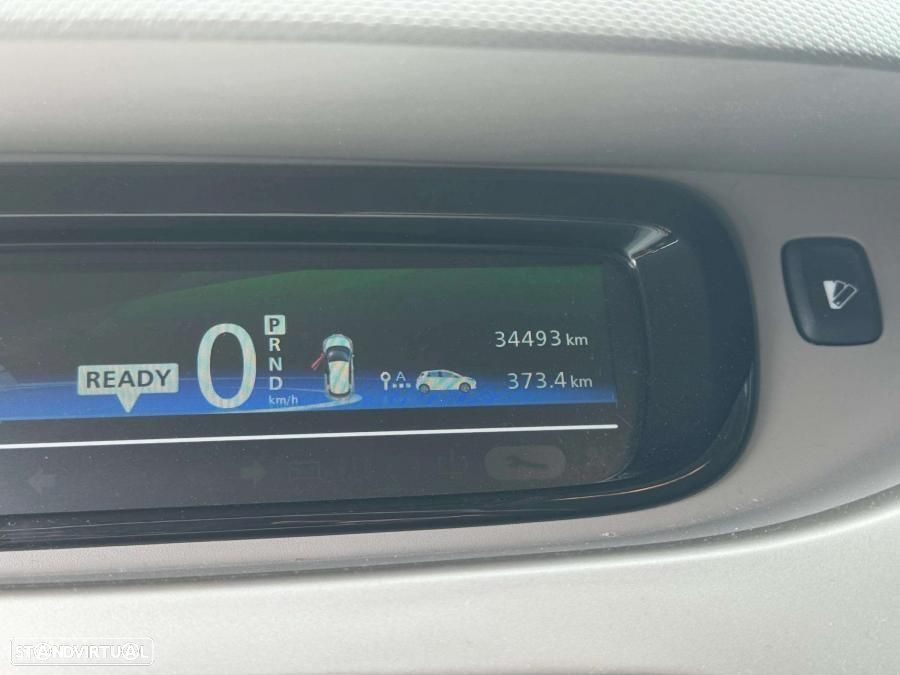 P
R
N
D
0
km/h
READY
34493 km
A
373.4 km
STANDVIRTUAL